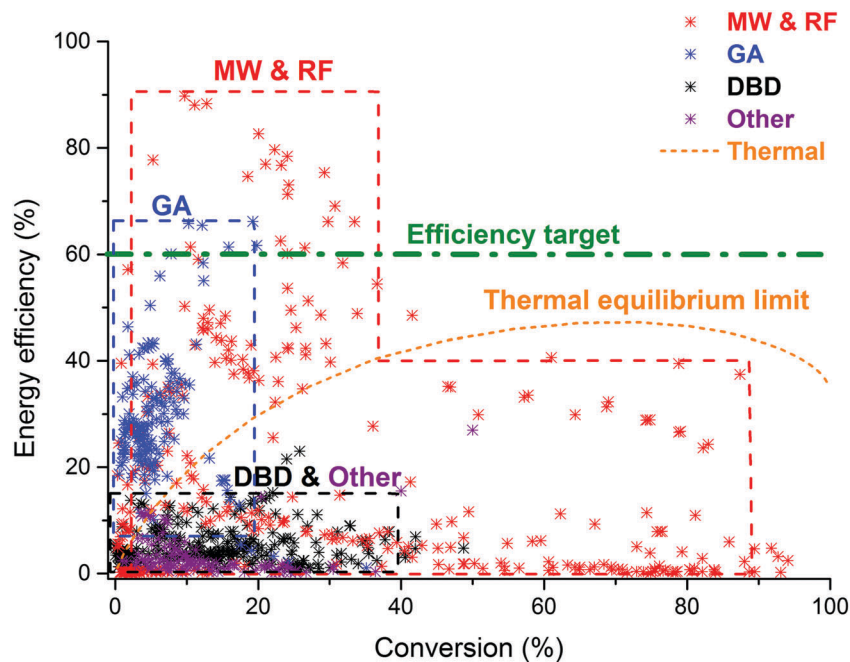 MW & RF
GA
DBD
Other
Thermal
MW & RF
GA
Efficiency target
Thermal equilibrium limit
DBD & Other
Energy efficiency (%)
100
80
60
40
20
0
0 20 40 60 80 100
Conversion (%)